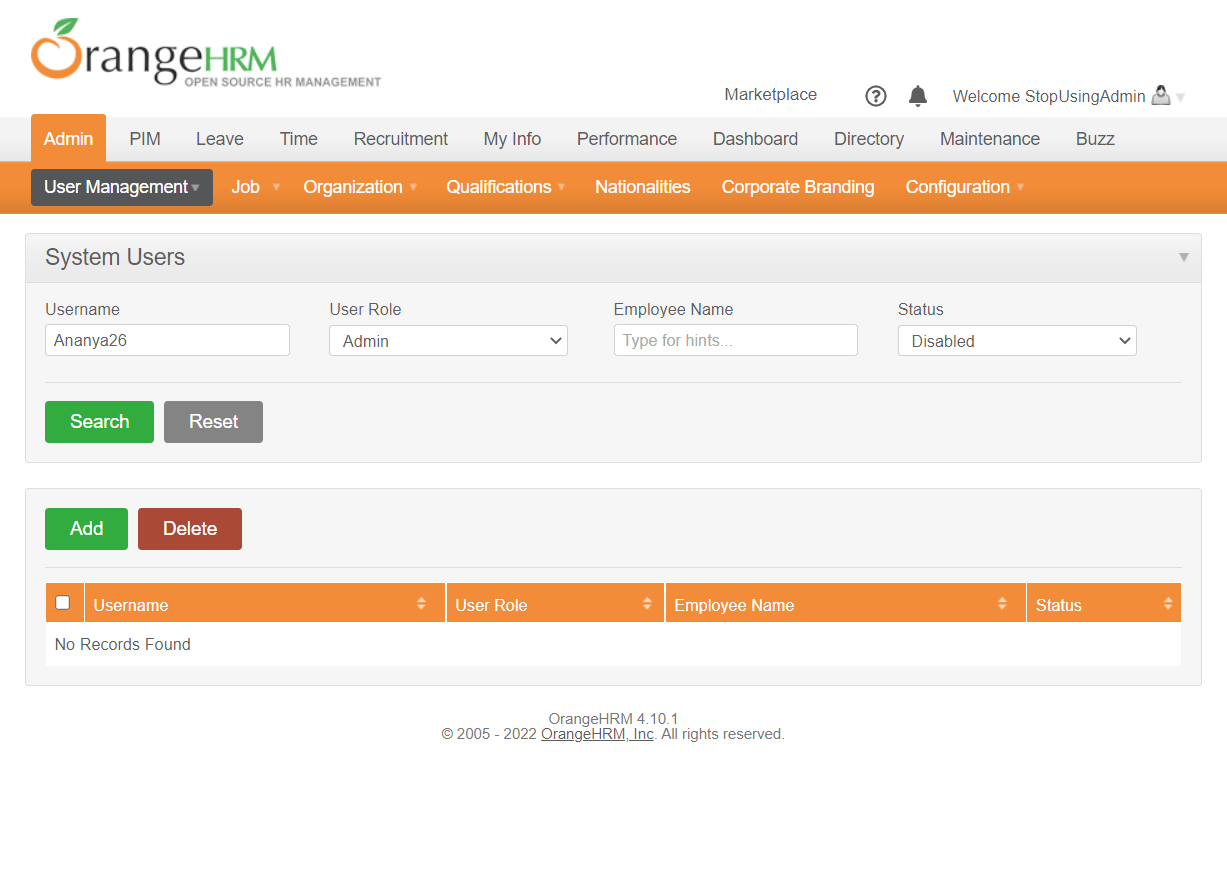 OrangeHRM
OPEN SOURCE HR MANAGEMENT
Marketplace ? Welcome StopUsingAdmin
Admin PIM Leave Time Recruitment My Info Performance Dashboard Directory Maintenance Buzz
User Management Job Organization Qualifications Nationalities Corporate Branding Configuration
System Users
Username User Role Employee Name Status
Ananya26 Admin Type for hints... Disabled
Search Reset
Add Delete
Username User Role Employee Name Status
No Records Found
OrangeHRM 4.10.1
© 2005 - 2022 OrangeHRM, Inc. All rights reserved.